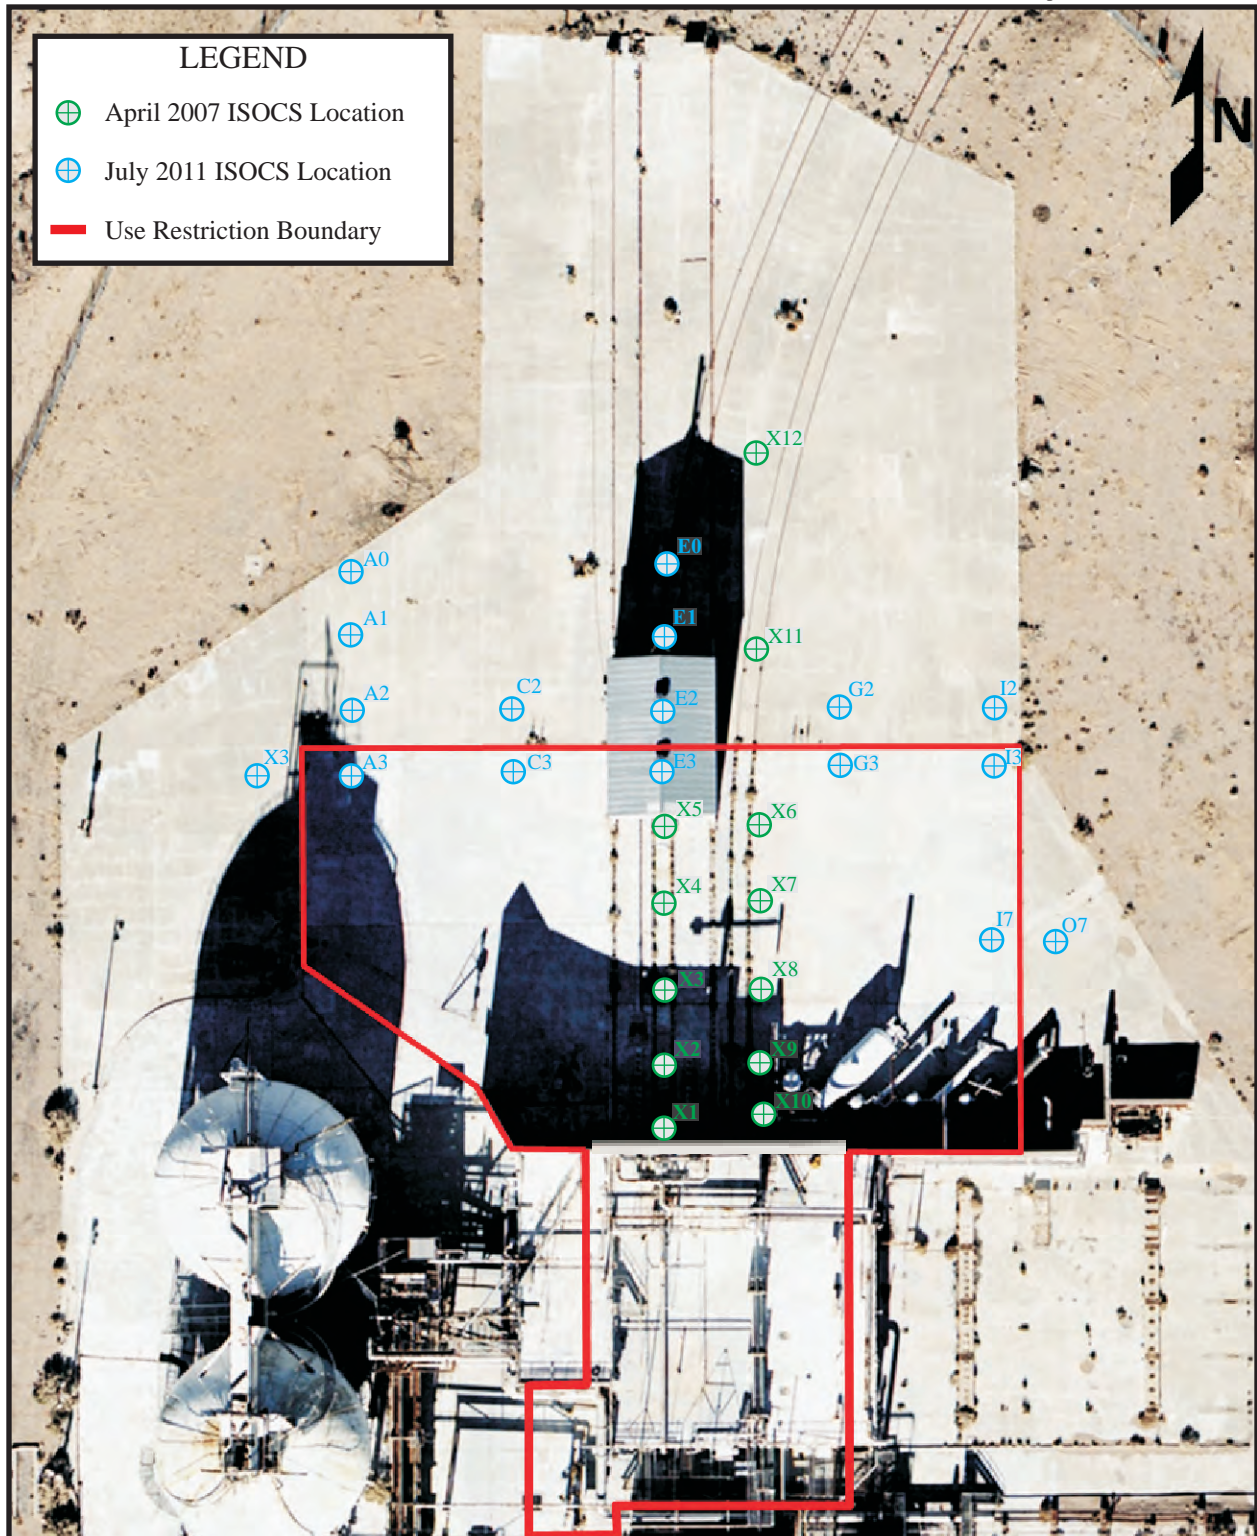 LEGEND
April 2007 ISOCS Location
July 2011 ISOCS Location
Use Restriction Boundary
N
X12
E0
A0
E1
A1
X11
A2
C2
E2
G2
I2
X3
A3
C3
E3
G3
I3
X5
X6
X4
X7
I7
O7
X3
X8
X2
X9
X1
X10